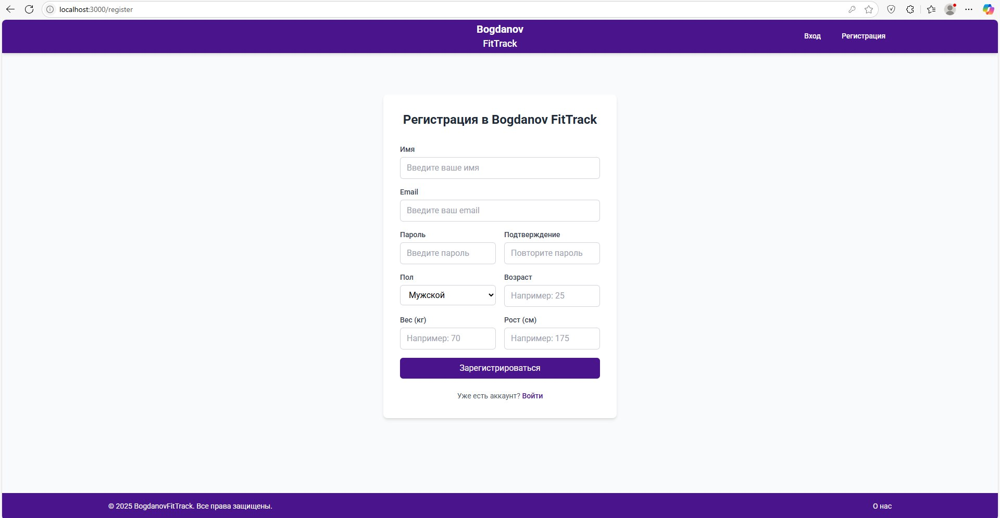 localhost:3000/register
Bogdanov
FitTrack
Вход
Регистрация
Регистрация в Bogdanov FitTrack
Имя
Введите ваше имя
Email
Введите ваш email
Пароль
Подтверждение
Введите пароль
Повторите пароль
Пол
Возраст
Мужской
Например: 25
Вес (кг)
Рост (см)
Например: 70
Например: 175
Зарегистрироваться
Уже есть аккаунт? Войти
© 2025 BogdanovFitTrack. Все права защищены.
О нас